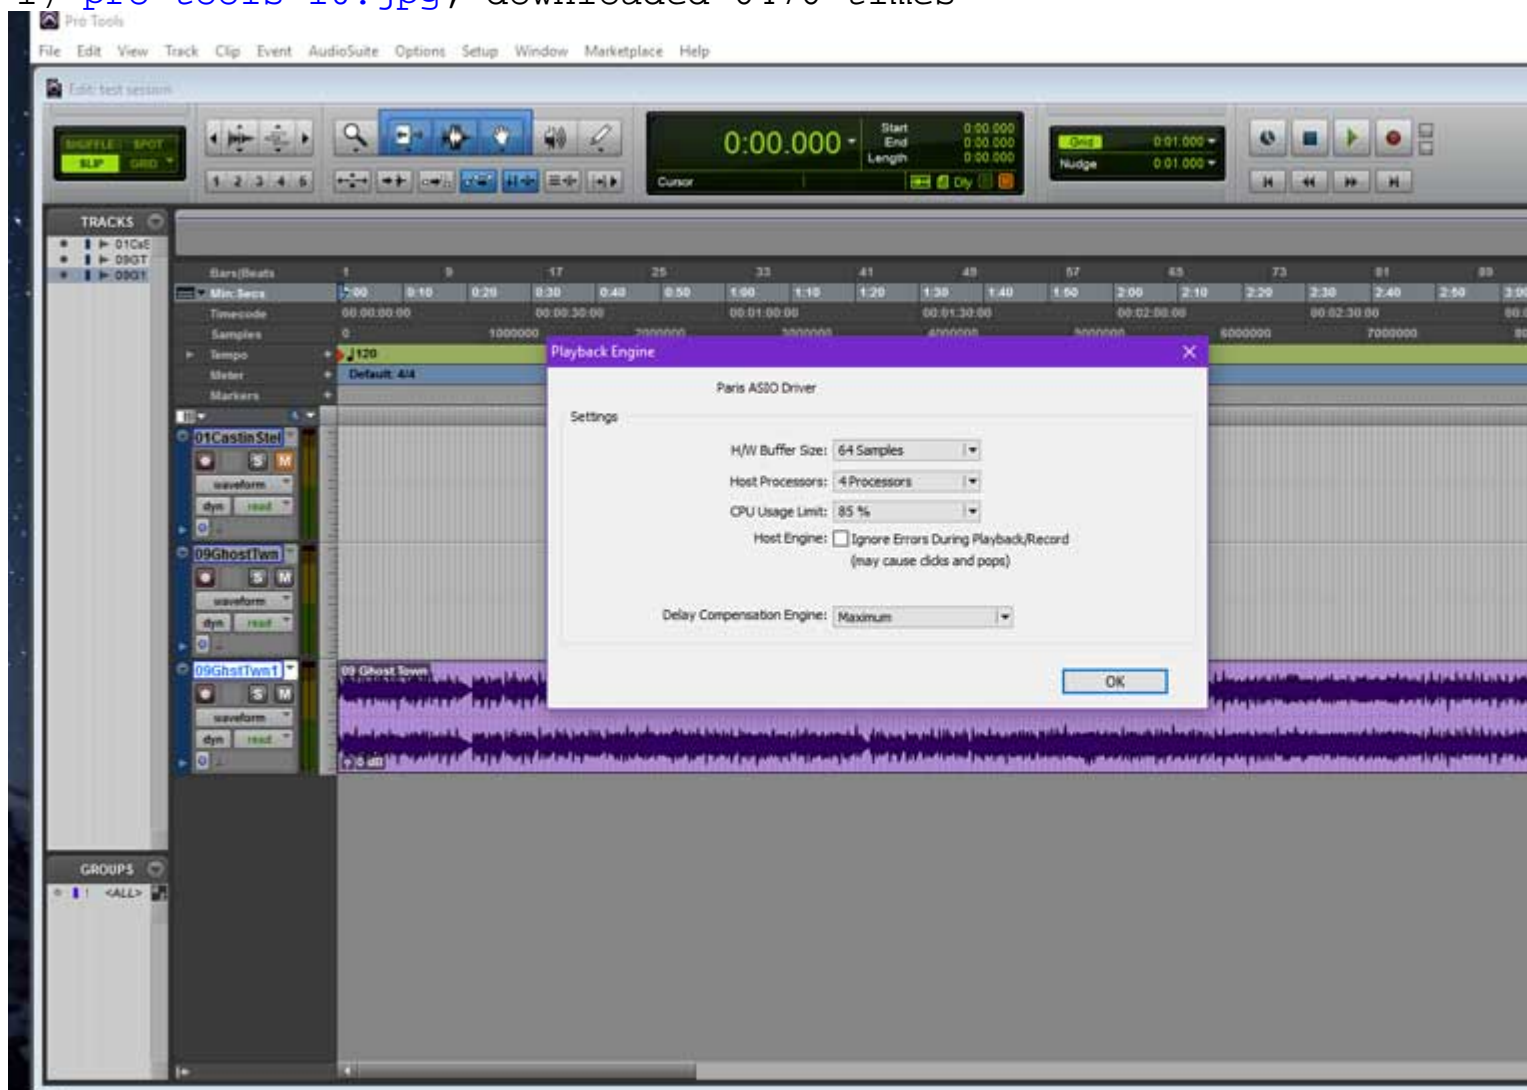 Pro Tools
File Edit View Track Clip Event AudioSuite Options Setup Window Marketplace Help
Edit: test session
SHUFFLE SPOT
SLIP GRID
1 2 3 4 5
0:00.000
Start 0:00.000
End 0:00.000
Length 0:00.000
Cursor
Dly
Grid 0:01.000
Nudge 0:01.000
TRACKS
01CaS
09GT
09GT
Bars|Beats 1 9 17 25 33 41 49 57 65 73 81 89
Min:Secs 0:00 0:10 0:20 0:30 0:40 0:50 1:00 1:10 1:20 1:30 1:40 1:50 2:00 2:10 2:20 2:30 2:40 2:50 3:00
Timecode 00:00:00:00 00:00:30:00 00:01:00:00 00:01:30:00 00:02:00:00 00:02:30:00
Samples 0 1000000 2000000 3000000 4000000 5000000 6000000 7000000
Tempo 120
Meter Default: 4/4
Markers
Playback Engine
Paris ASIO Driver
Settings
H/W Buffer Size: 64 Samples
Host Processors: 4 Processors
CPU Usage Limit: 85 %
Host Engine: Ignore Errors During Playback/Record
(may cause clicks and pops)
Delay Compensation Engine: Maximum
OK
01CastinStel
S M
waveform
dyn read
09GhostTwn
S M
waveform
dyn read
09GhstTwn1
S M
waveform
dyn read
09 Ghost Town
0 dB
GROUPS
! <ALL>